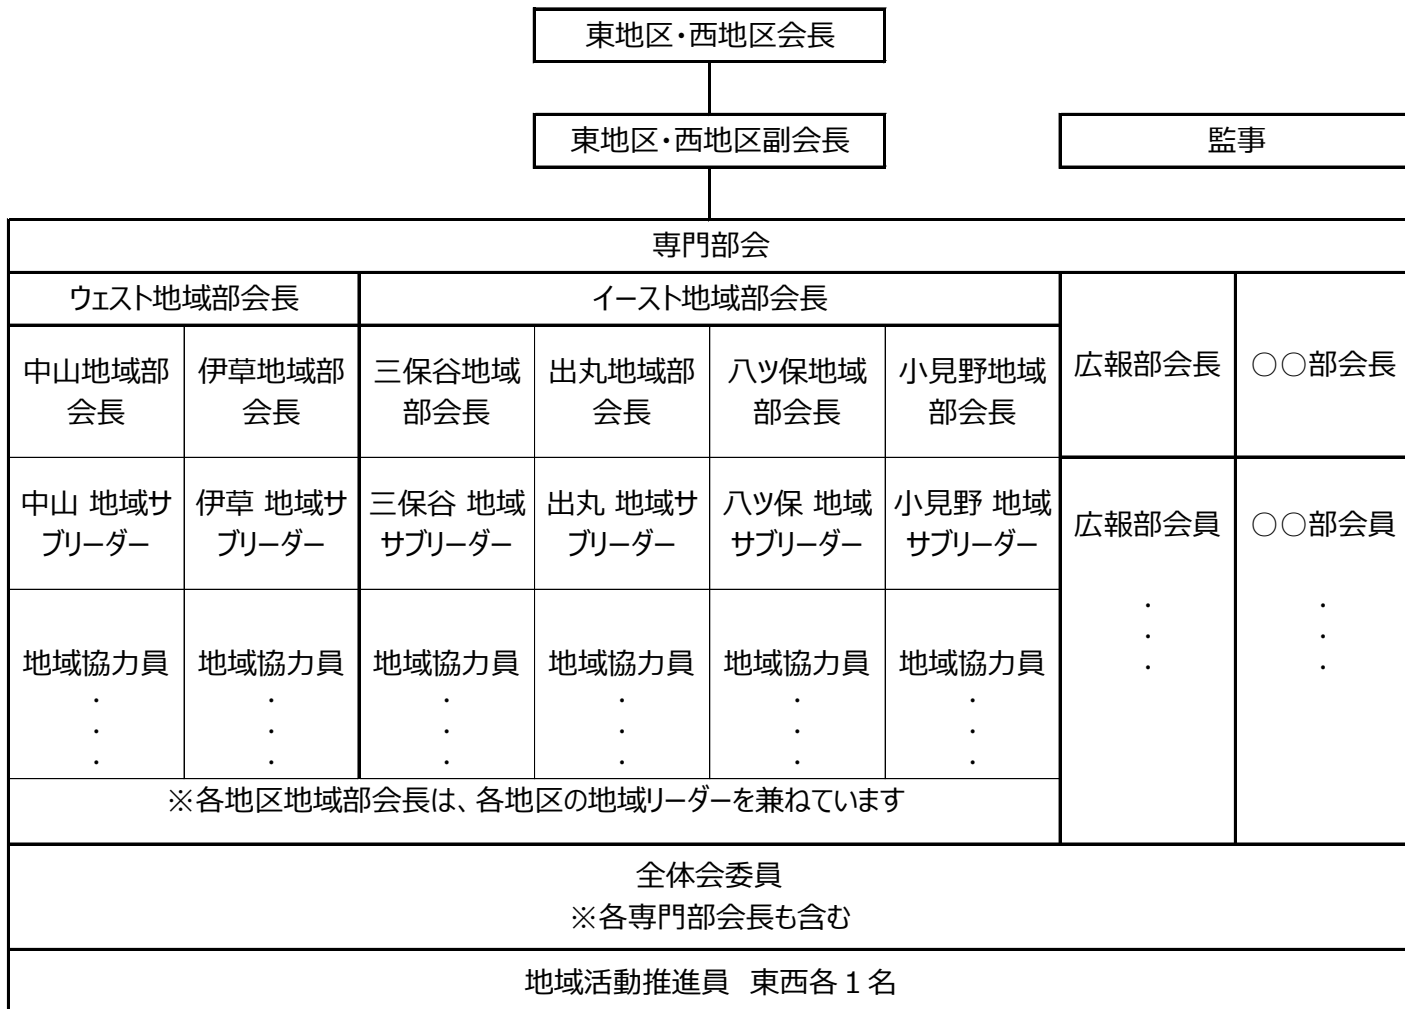 東地区・西地区会長
東地区・西地区副会長
監事
専門部会
ウェスト地域部会長
イースト地域部会長
広報部会長
○○部会長
中山地域部
会長
伊草地域部
会長
三保谷地域
部会長
出丸地域部
会長
八ツ保地域
部会長
小見野地域
部会長
中山 地域サ
ブリーダー
伊草 地域サ
ブリーダー
三保谷 地域
サブリーダー
出丸 地域サ
ブリーダー
八ツ保 地域
サブリーダー
小見野 地域
サブリーダー
広報部会員
・
・
・
○○部会員
・
・
・
地域協力員
・
・
・
地域協力員
・
・
・
地域協力員
・
・
・
地域協力員
・
・
・
地域協力員
・
・
・
地域協力員
・
・
・
※各地区地域部会長は、各地区の地域リーダーを兼ねています
全体会委員
※各専門部会長も含む
地域活動推進員　東西各１名